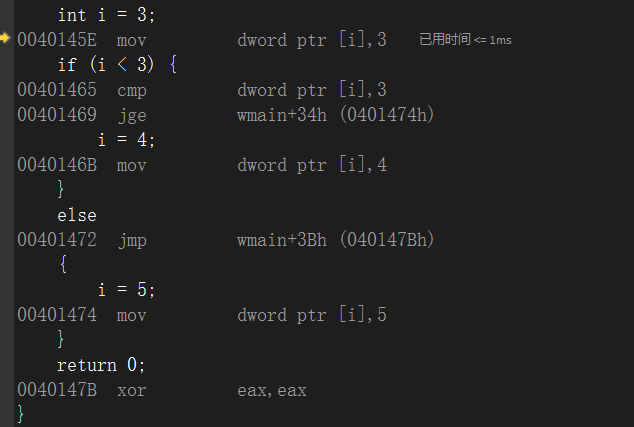 int i = 3;
0040145E  mov         dword ptr [i],3    已用时间 <= 1ms
    if (i < 3) {
00401465  cmp         dword ptr [i],3
00401469  jge         wmain+34h (0401474h)
        i = 4;
0040146B  mov         dword ptr [i],4
    }
    else
00401472  jmp         wmain+3Bh (040147Bh)
    {
        i = 5;
00401474  mov         dword ptr [i],5
    }
    return 0;
0040147B  xor         eax,eax
}